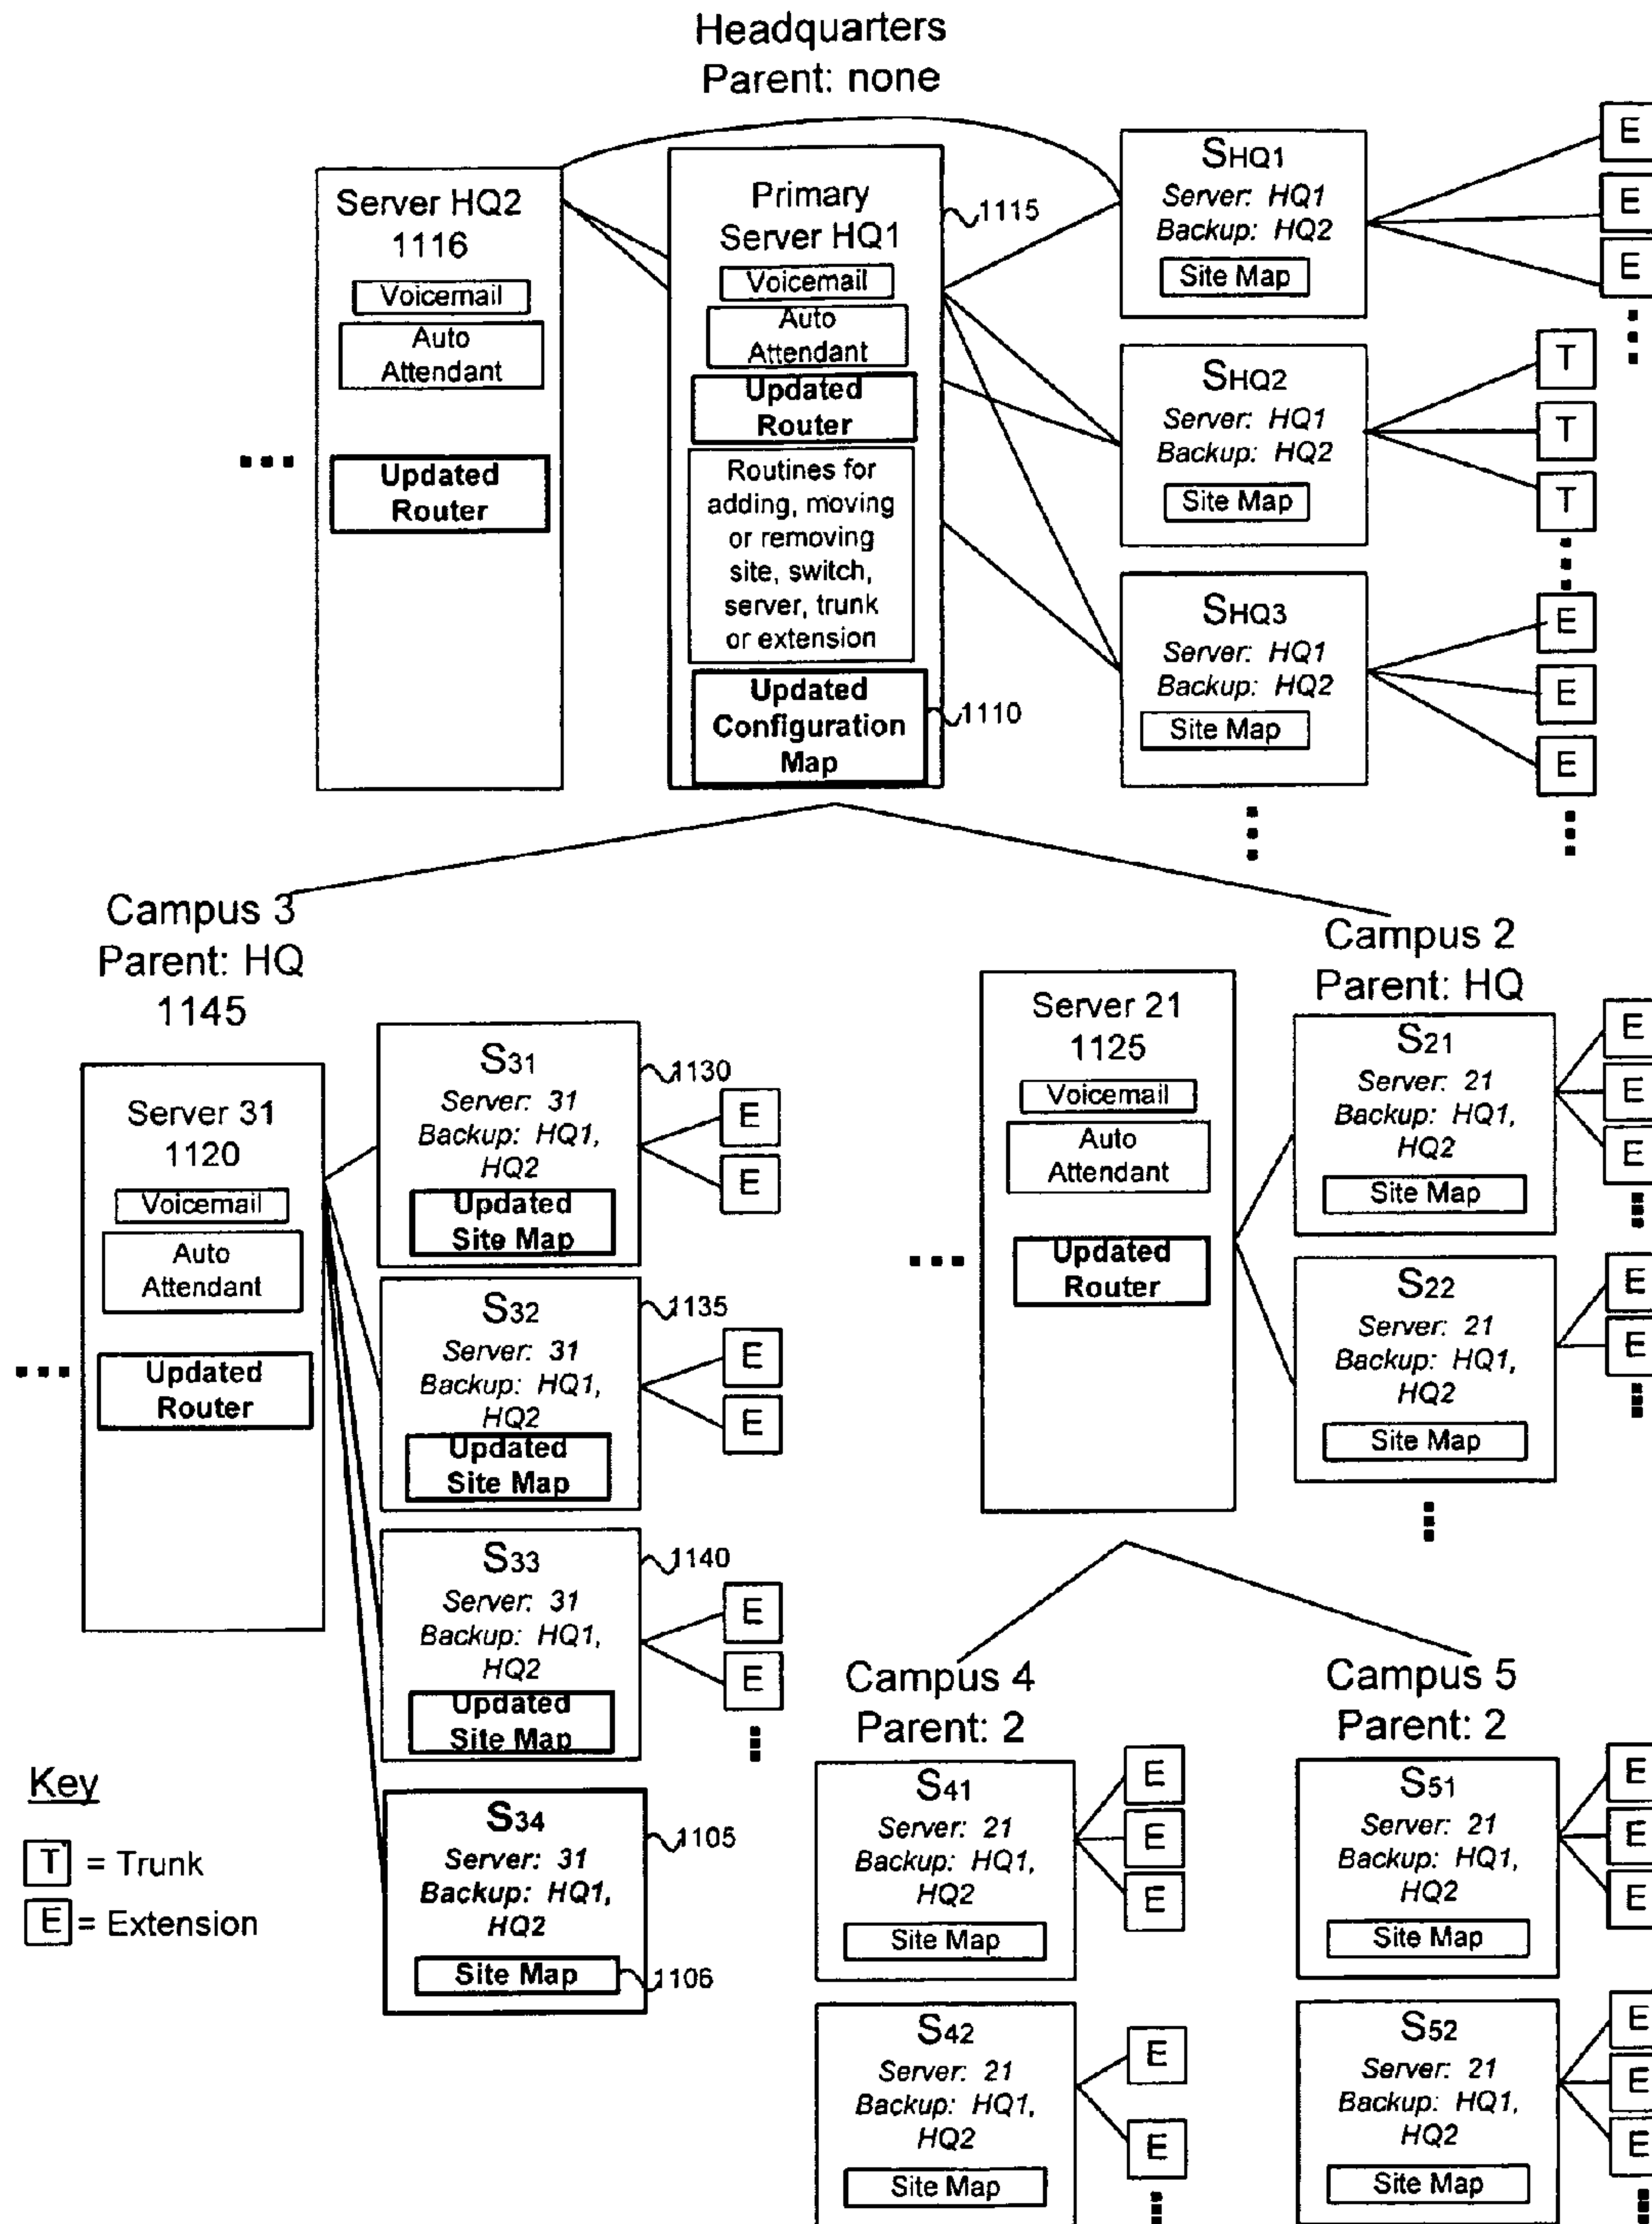 Headquarters
Parent: none
Server HQ2
1116
Voicemail
Auto
Attendant
Updated
Router
Primary
Server HQ1
Voicemail
Auto
Attendant
Updated
Router
Routines for
adding, moving
or removing
site, switch,
server, trunk
or extension
Updated
Configuration
Map
1115
1110
SHQ1
Server: HQ1
Backup: HQ2
Site Map
E
E
E
SHQ2
Server: HQ1
Backup: HQ2
Site Map
T
T
T
SHQ3
Server: HQ1
Backup: HQ2
Site Map
E
E
E
Campus 3
Parent: HQ
1145
Server 31
1120
Voicemail
Auto
Attendant
Updated
Router
S31
Server: 31
Backup: HQ1,
HQ2
Updated
Site Map
1130
E
E
S32
Server: 31
Backup: HQ1,
HQ2
Updated
Site Map
1135
E
E
S33
Server: 31
Backup: HQ1,
HQ2
Updated
Site Map
1140
E
E
S34
Server: 31
Backup: HQ1,
HQ2
Site Map
1105
1106
Campus 2
Parent: HQ
Server 21
1125
Voicemail
Auto
Attendant
Updated
Router
S21
Server: 21
Backup: HQ1,
HQ2
Site Map
E
E
E
S22
Server: 21
Backup: HQ1,
HQ2
Site Map
E
E
Campus 4
Parent: 2
S41
Server: 21
Backup: HQ1,
HQ2
Site Map
E
E
E
S42
Server: 21
Backup: HQ1,
HQ2
Site Map
E
E
Campus 5
Parent: 2
S51
Server: 21
Backup: HQ1,
HQ2
Site Map
E
E
E
S52
Server: 21
Backup: HQ1,
HQ2
Site Map
E
E
E
Key
T = Trunk
E = Extension